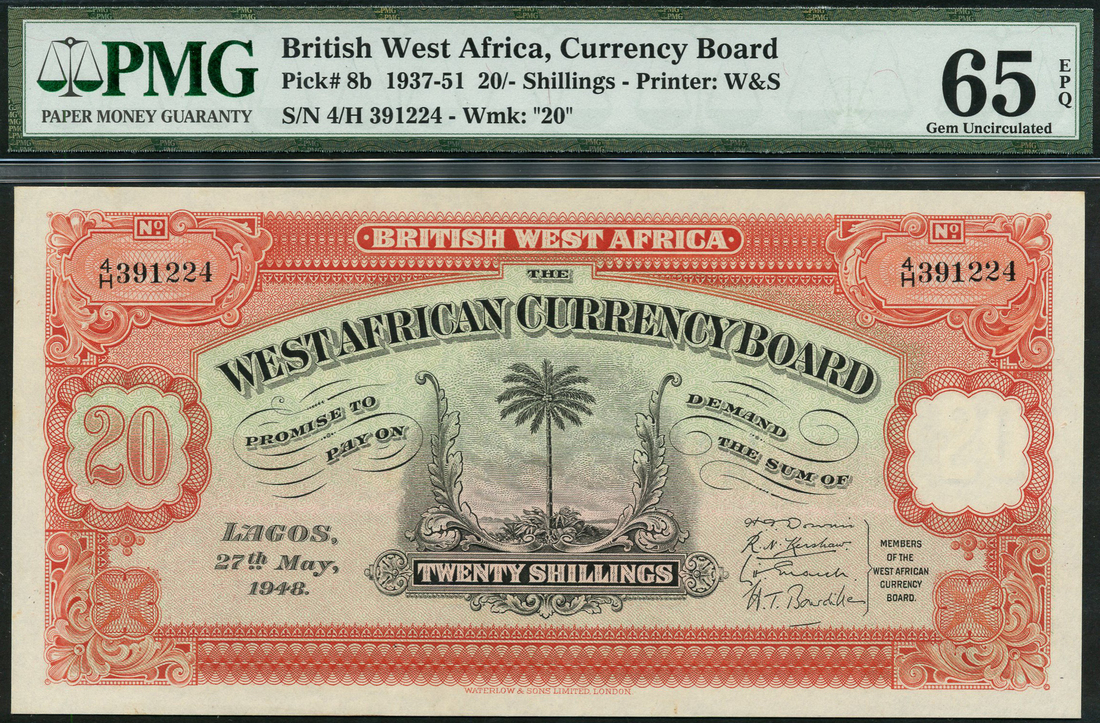 PMG
PAPER MONEY GUARANTY
British West Africa, Currency Board
Pick# 8b 1937-51 20/- Shillings - Printer: W&S
S/N 4/H 391224 - Wmk: "20"
65
EPQ
Gem Uncirculated
Nº
Nº
BRITISH WEST AFRICA
4/H 391224
4/H 391224
THE
WEST AFRICAN CURRENCY BOARD
PROMISE TO
PAY ON
DEMAND
THE SUM OF
20
LAGOS,
27th May,
1948.
TWENTY SHILLINGS
R. N. Kershaw.
MEMBERS
OF THE
WEST AFRICAN
CURRENCY
BOARD.
WATERLOW & SONS LIMITED, LONDON.